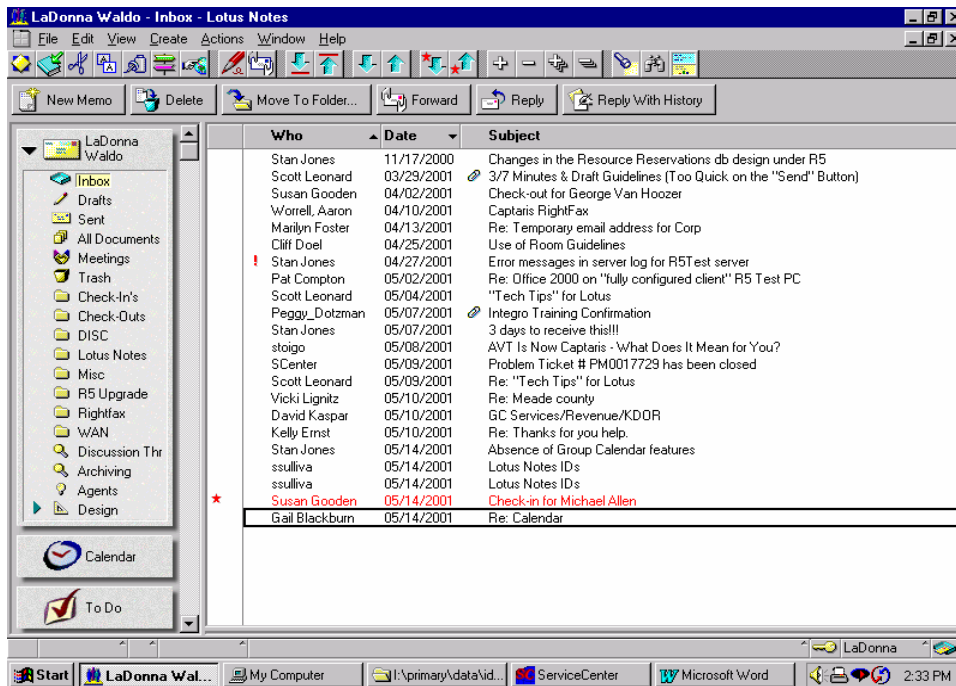 LaDonna Waldo - Inbox - Lotus Notes
File Edit View Create Actions Window Help
New Memo Delete Move To Folder... Forward Reply Reply With History
LaDonna
Waldo
Inbox
Drafts
Sent
All Documents
Meetings
Trash
Check-In's
Check-Outs
DISC
Lotus Notes
Misc
R5 Upgrade
Rightfax
WAN
Discussion Thr
Archiving
Agents
Design
Calendar
To Do
Who Date Subject
Stan Jones 11/17/2000 Changes in the Resource Reservations db design under R5
Scott Leonard 03/29/2001 3/7 Minutes & Draft Guidelines (Too Quick on the "Send" Button)
Susan Gooden 04/02/2001 Check-out for George Van Hoozer
Worrell, Aaron 04/10/2001 Captaris RightFax
Marilyn Foster 04/13/2001 Re: Temporary email address for Corp
Cliff Doel 04/25/2001 Use of Room Guidelines
! Stan Jones 04/27/2001 Error messages in server log for R5Test server
Pat Compton 05/02/2001 Re: Office 2000 on "fully configured client" R5 Test PC
Scott Leonard 05/04/2001 "Tech Tips" for Lotus
Peggy_Dotzman 05/07/2001 Integro Training Confirmation
Stan Jones 05/07/2001 3 days to receive this!!!
stoigo 05/08/2001 AVT Is Now Captaris - What Does It Mean for You?
SCenter 05/09/2001 Problem Ticket # PM0017729 has been closed
Scott Leonard 05/09/2001 Re: "Tech Tips" for Lotus
Vicki Lignitz 05/10/2001 Re: Meade county
David Kaspar 05/10/2001 GC Services/Revenue/KDOR
Kelly Ernst 05/10/2001 Re: Thanks for you help.
Stan Jones 05/14/2001 Absence of Group Calendar features
ssulliva 05/14/2001 Lotus Notes IDs
ssulliva 05/14/2001 Lotus Notes IDs
Susan Gooden 05/14/2001 Check-in for Michael Allen
Gail Blackburn 05/14/2001 Re: Calendar
LaDonna
Start LaDonna Wal... My Computer I:\primary\data\id... SC ServiceCenter Microsoft Word 2:33 PM